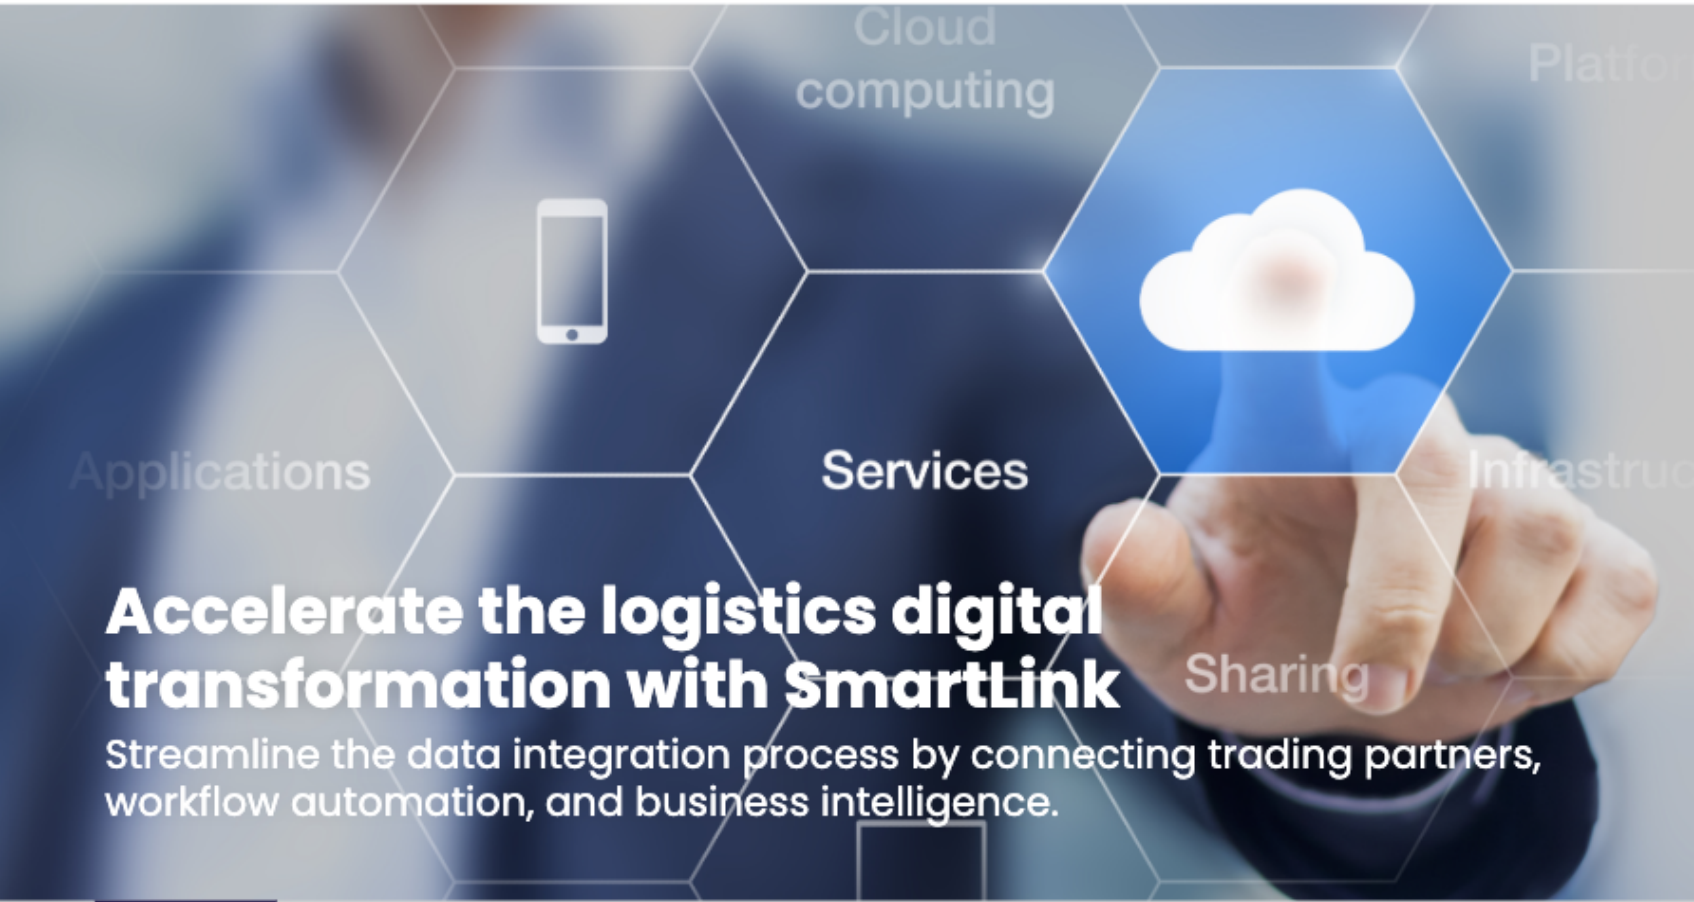 Cloud
computing
Applications
Services
Sharing
Accelerate the logistics digital
transformation with SmartLink
Streamline the data integration process by connecting trading partners,
workflow automation, and business intelligence.